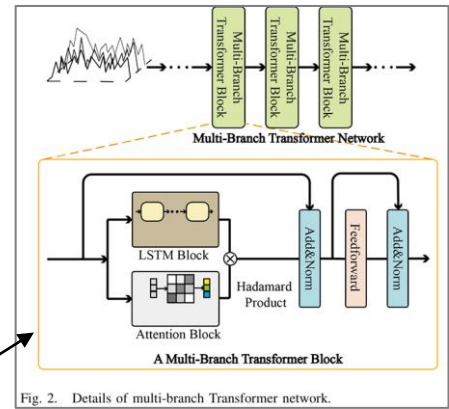 Multi-Branch
Transformer Block
Multi-Branch
Transformer Block
Multi-Branch
Transformer Block
Multi-Branch Transformer Network
LSTM Block
Attention Block
Hadamard
Product
Add&Norm
Feedforward
Add&Norm
A Multi-Branch Transformer Block
Fig. 2. Details of multi-branch Transformer network.